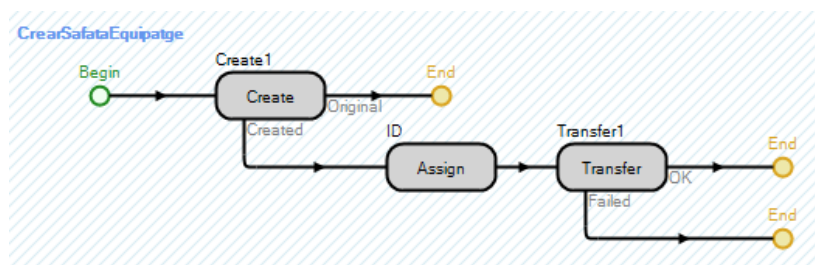 CrearSafataEquipatge
Begin
Create1
Create
Original
End
Created
ID
Assign
Transfer1
Transfer
OK
End
Failed
End